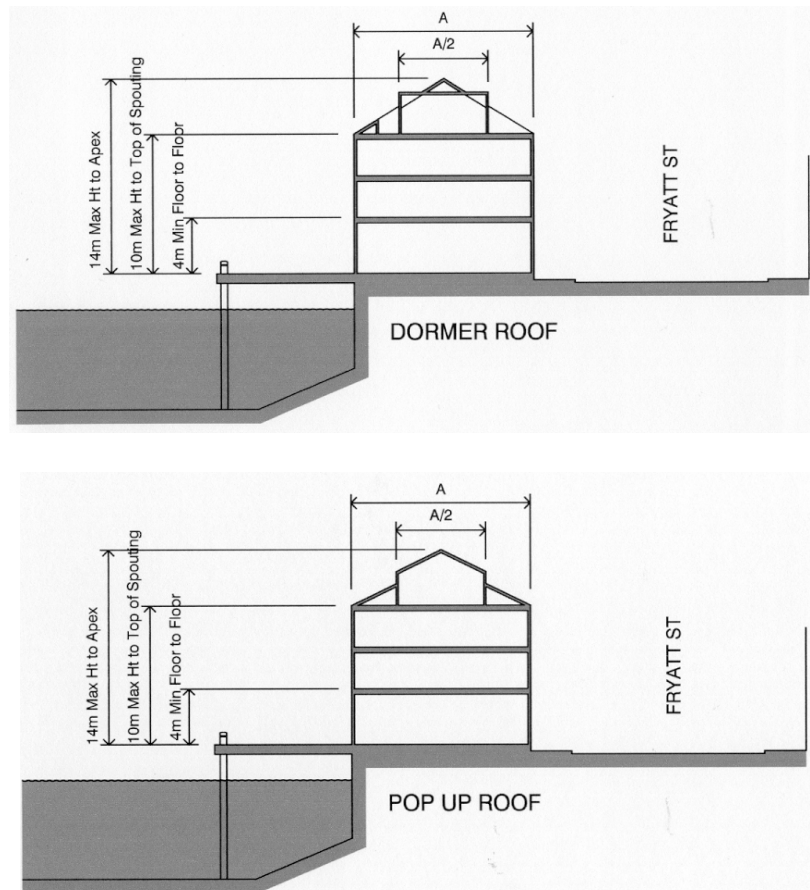 A
A/2
14m Max Ht to Apex
10m Max Ht to Top of Spouting
4m Min Floor to Floor
FRYATT ST
DORMER ROOF
A
A/2
14m Max Ht to Apex
10m Max Ht to Top of Spouting
4m Min Floor to Floor
FRYATT ST
POP UP ROOF